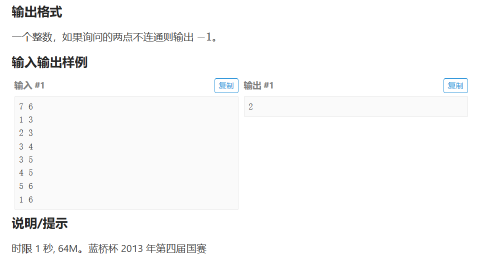 输出格式
一个整数，如果询问的两点不连通则输出 −1。
输入输出样例
输入 #1 复制 输出 #1 复制
7 6 2
1 3
2 3
3 4
3 5
4 5
5 6
1 6
说明/提示
时限 1 秒, 64M。蓝桥杯 2013 年第四届国赛